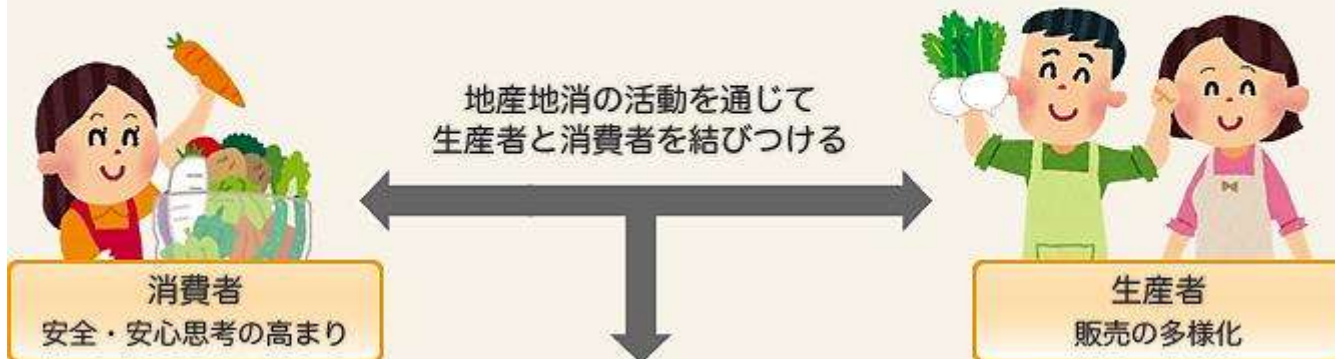 地産地消の活動を通じて
生産者と消費者を結びつける
消費者
安全・安心思考の高まり
生産者
販売の多様化